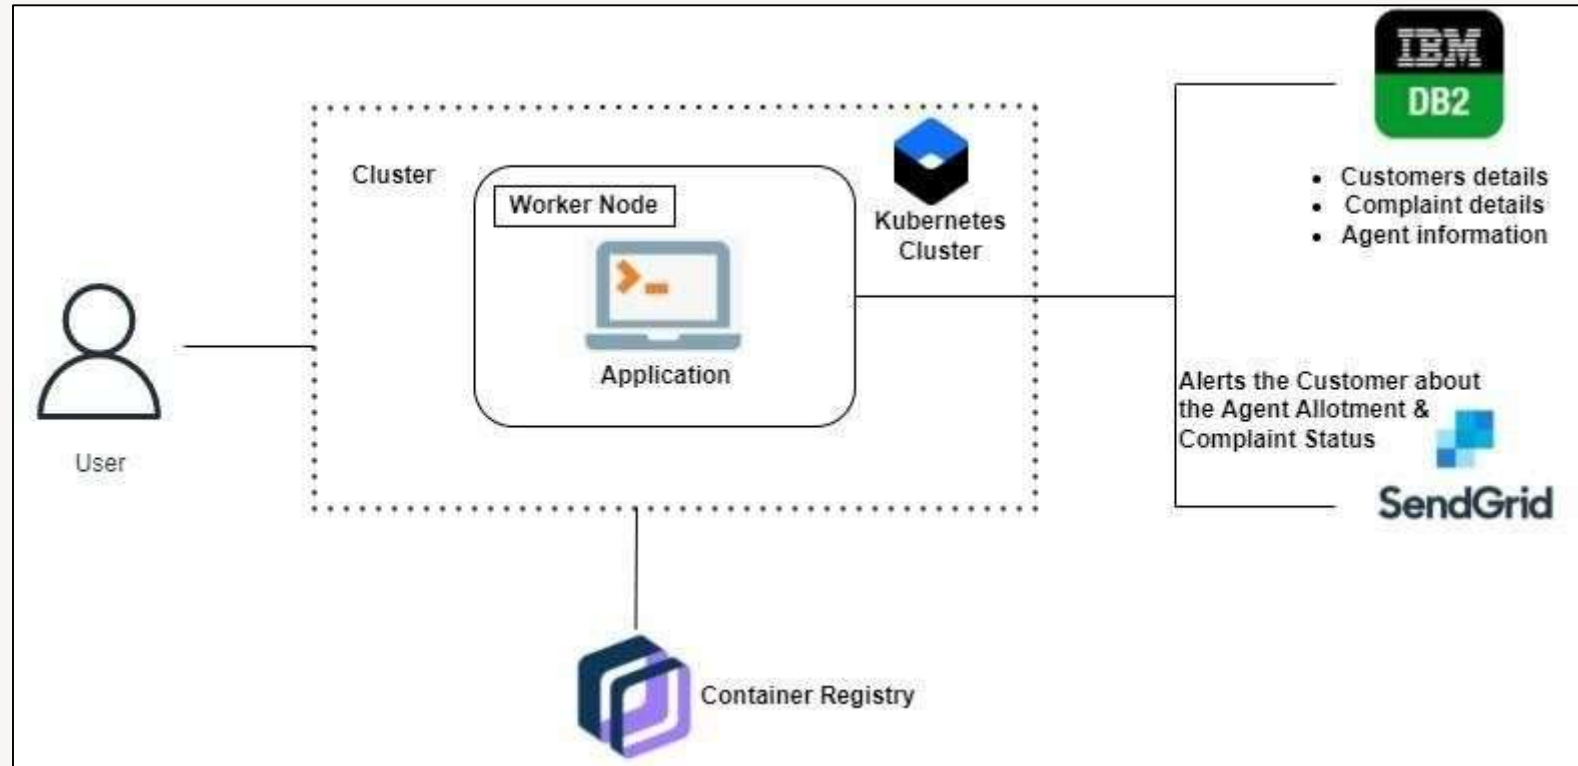 IBM
DB2
Cluster
Worker Node
Kubernetes
Cluster
• Customers details
• Complaint details
• Agent information
Application
Alerts the Customer about
the Agent Allotment &
Complaint Status
User
SendGrid
Container Registry